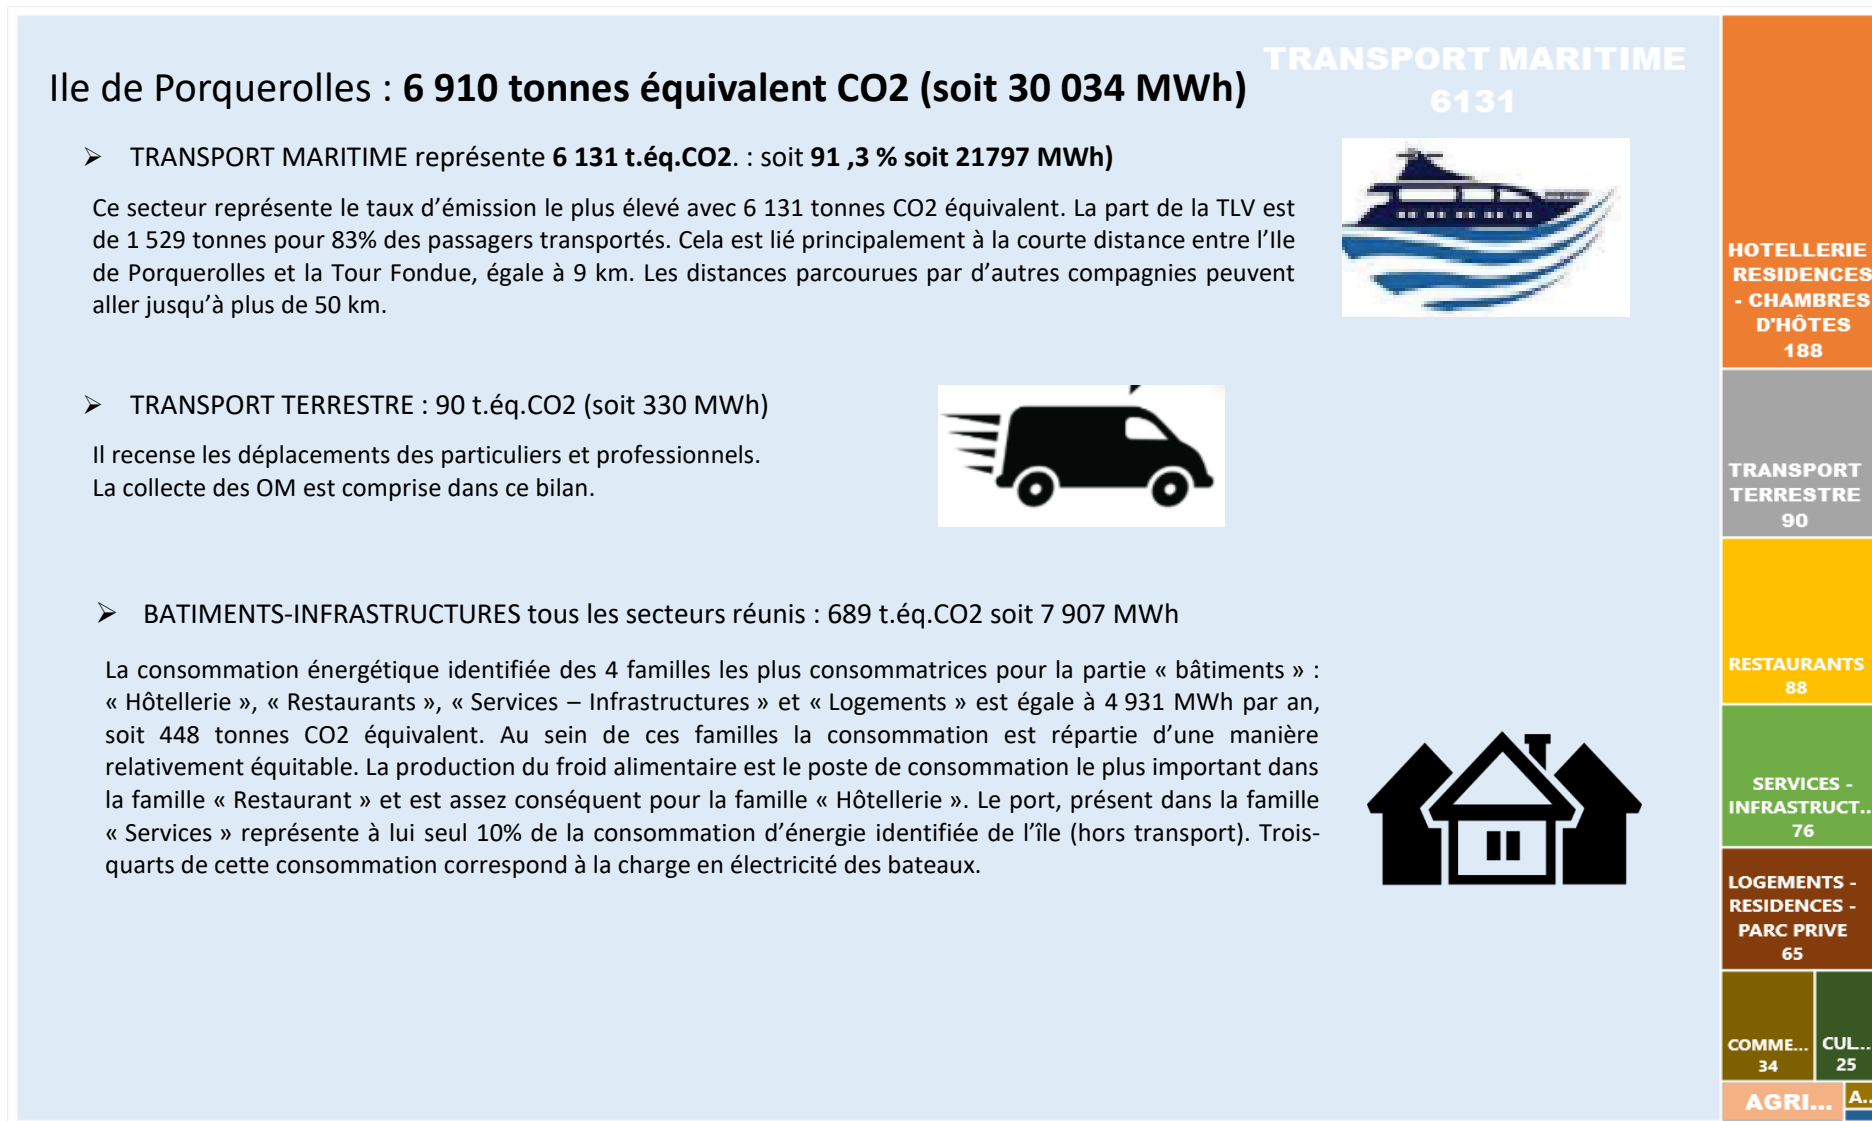 TRANSPORT MARITIME
6131
Ile de Porquerolles : 6 910 tonnes équivalent CO2 (soit 30 034 MWh)
➢ TRANSPORT MARITIME représente 6 131 t.éq.CO2. : soit 91 ,3 % soit 21797 MWh)
Ce secteur représente le taux d’émission le plus élevé avec 6 131 tonnes CO2 équivalent. La part de la TLV est
de 1 529 tonnes pour 83% des passagers transportés. Cela est lié principalement à la courte distance entre l’Ile
de Porquerolles et la Tour Fondue, égale à 9 km. Les distances parcourues par d’autres compagnies peuvent
aller jusqu’à plus de 50 km.
➢ TRANSPORT TERRESTRE : 90 t.éq.CO2 (soit 330 MWh)
Il recense les déplacements des particuliers et professionnels.
La collecte des OM est comprise dans ce bilan.
➢ BATIMENTS-INFRASTRUCTURES tous les secteurs réunis : 689 t.éq.CO2 soit 7 907 MWh
La consommation énergétique identifiée des 4 familles les plus consommatrices pour la partie « bâtiments » :
« Hôtellerie », « Restaurants », « Services – Infrastructures » et « Logements » est égale à 4 931 MWh par an,
soit 448 tonnes CO2 équivalent. Au sein de ces familles la consommation est répartie d’une manière
relativement équitable. La production du froid alimentaire est le poste de consommation le plus important dans
la famille « Restaurant » et est assez conséquent pour la famille « Hôtellerie ». Le port, présent dans la famille
« Services » représente à lui seul 10% de la consommation d’énergie identifiée de l’île (hors transport). Trois-
quarts de cette consommation correspond à la charge en électricité des bateaux.
HOTELLERIE
RESIDENCES
- CHAMBRES
D'HÔTES
188
TRANSPORT
TERRESTRE
90
RESTAURANTS
88
SERVICES -
INFRASTRUCT...
76
LOGEMENTS -
RESIDENCES -
PARC PRIVE
65
COMME...
34
CUL...
25
AGRI...
A...